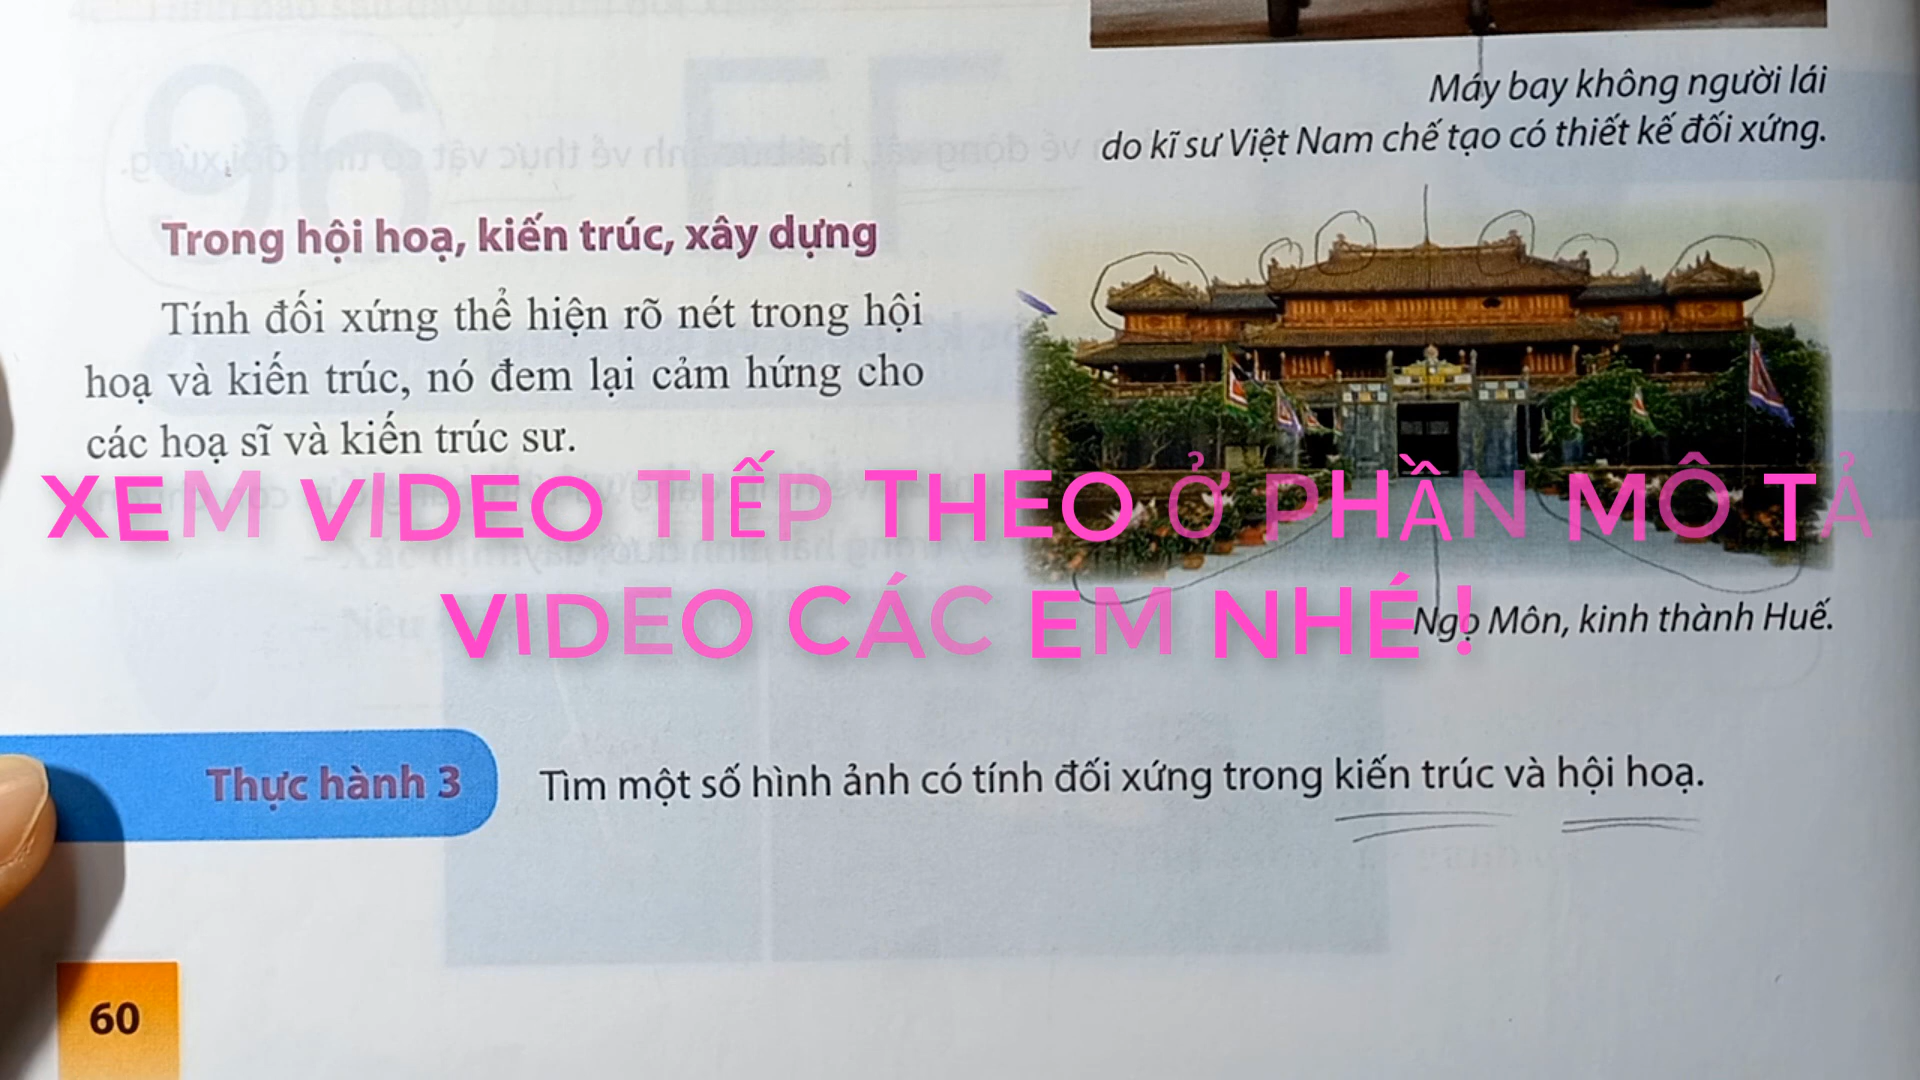 Máy bay không người lái
do kĩ sư Việt Nam chế tạo có thiết kế đối xứng.
Trong hội hoạ, kiến trúc, xây dựng
Tính đối xứng thể hiện rõ nét trong hội
hoạ và kiến trúc, nó đem lại cảm hứng cho
các hoạ sĩ và kiến trúc sư.
XEM VIDEO TIẾP THEO Ở PHẦN MÔ TẢ
VIDEO CÁC EM NHÉ !
Ngọ Môn, kinh thành Huế.
Thực hành 3
Tìm một số hình ảnh có tính đối xứng trong kiến trúc và hội hoạ.
60